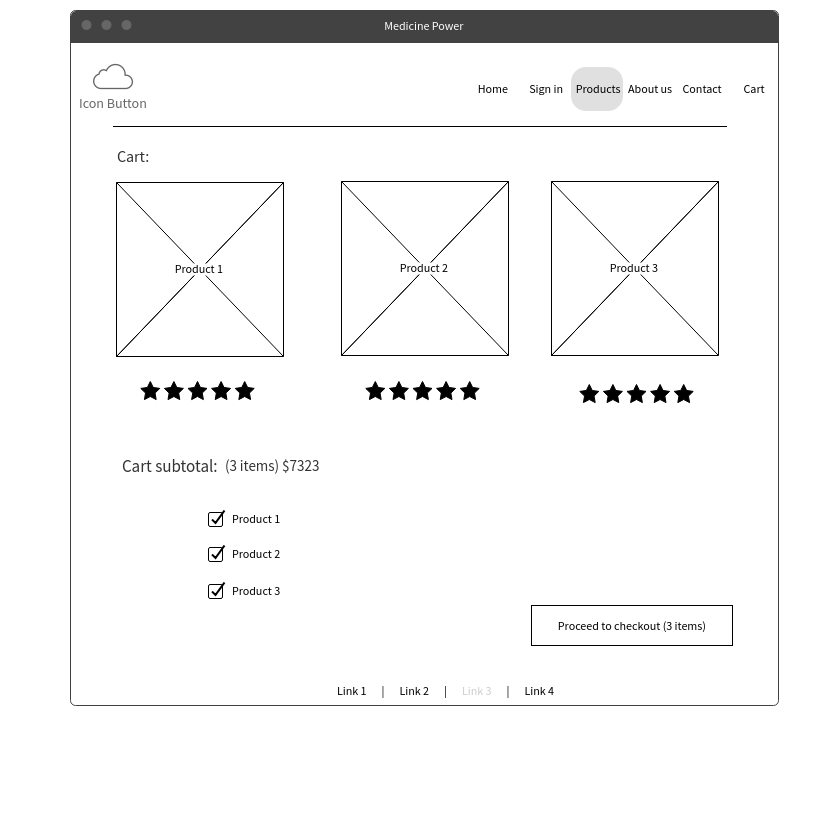 Medicine Power
Icon Button
Home Sign in Products About us Contact Cart
Cart:
Product 1 Product 2 Product 3
Cart subtotal: (3 items) $7323
Product 1
Product 2
Product 3
Proceed to checkout (3 items)
Link 1 | Link 2 | Link 3 | Link 4